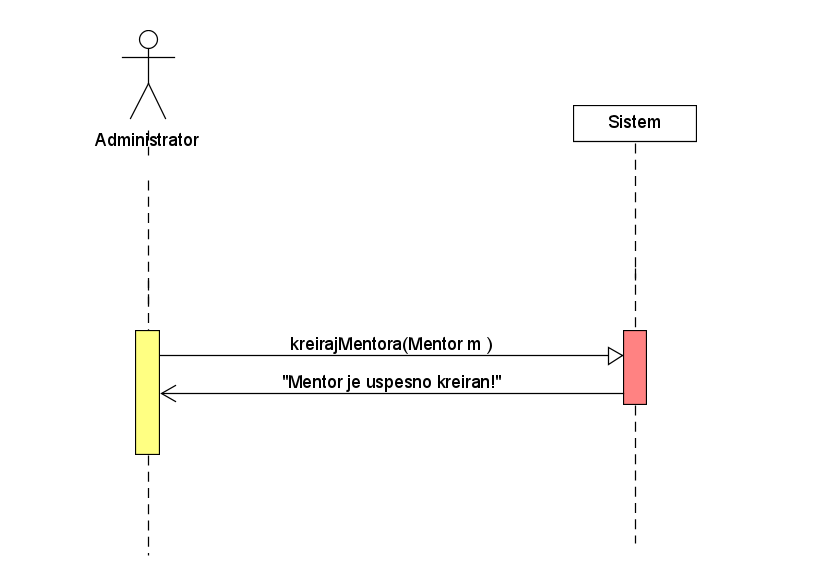 Administrator
Sistem
kreirajMentora(Mentor m )
"Mentor je uspesno kreiran!"